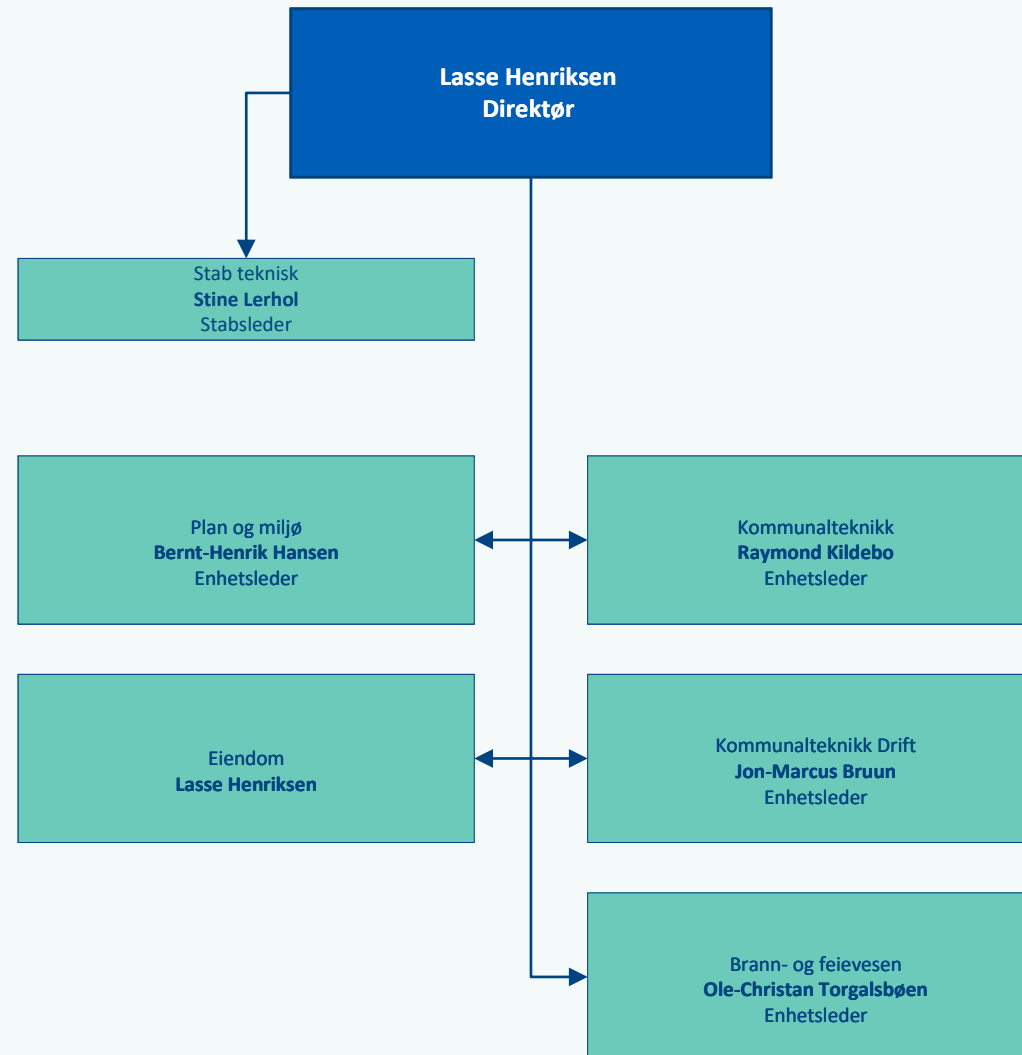 Lasse Henriksen
Direktør
Stab teknisk
Stine Lerhol
Stabsleder
Plan og miljø
Bernt-Henrik Hansen
Enhetsleder
Kommunalteknikk
Raymond Kildebo
Enhetsleder
Eiendom
Lasse Henriksen
Kommunalteknikk Drift
Jon-Marcus Bruun
Enhetsleder
Brann- og feievesen
Ole-Christan Torgalsbøen
Enhetsleder